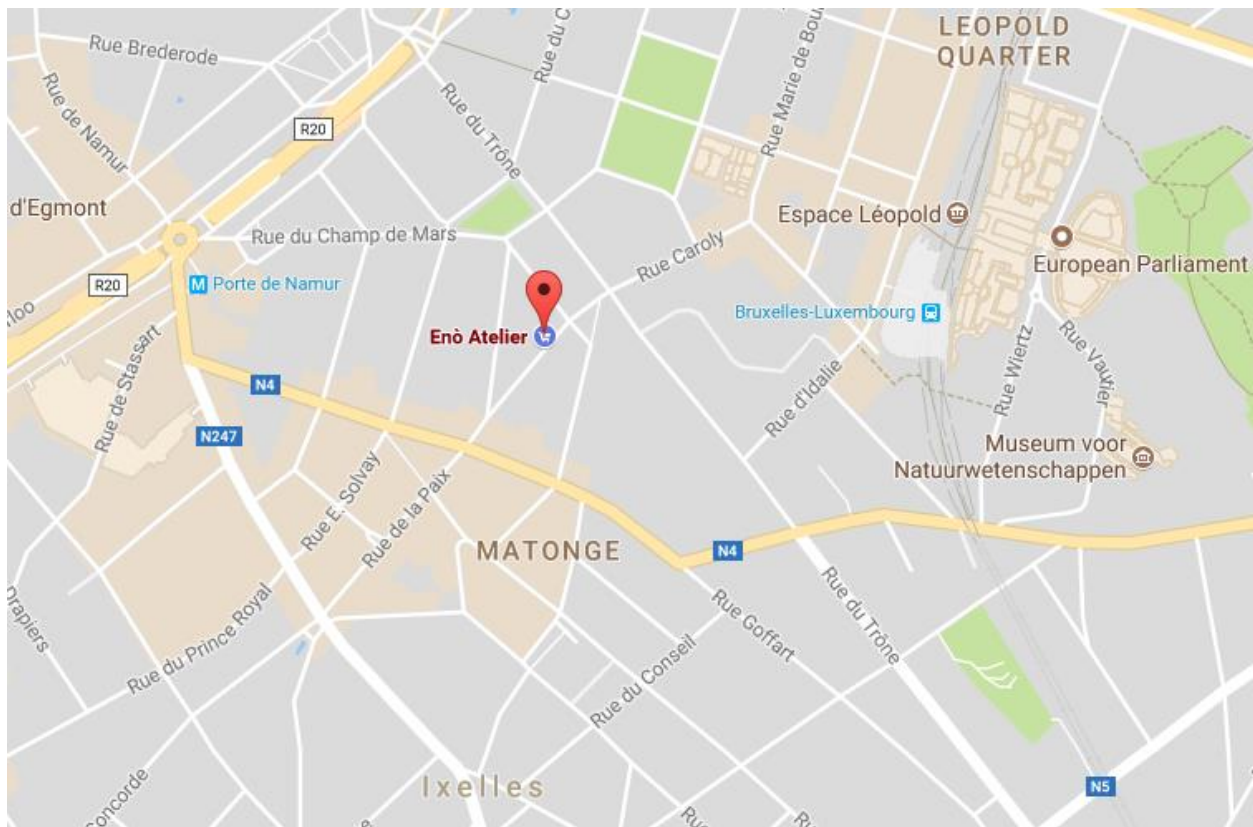 LEOPOLD
QUARTER
Rue Brederode
Rue du C
Rue de Namur
R20
Rue du Trône
Rue Marie de Bou
d'Egmont
Rue du Champ de Mars
Espace Léopold
Rue Caroly
European Parliament
R20
M Porte de Namur
loo
Bruxelles-Luxembourg
Enò Atelier
Rue de Stassart
Rue Wiertz
Rue Vautier
N4
Rue d'Idalie
N247
Museum voor
Natuurwetenschappen
Rue E. Solvay
Rue de la Paix
MATONGE
N4
Drapiers
Rue du Prince Royal
Rue Goffart
Rue du Trône
Rue du Conseil
Ixelles
Concorde
N5